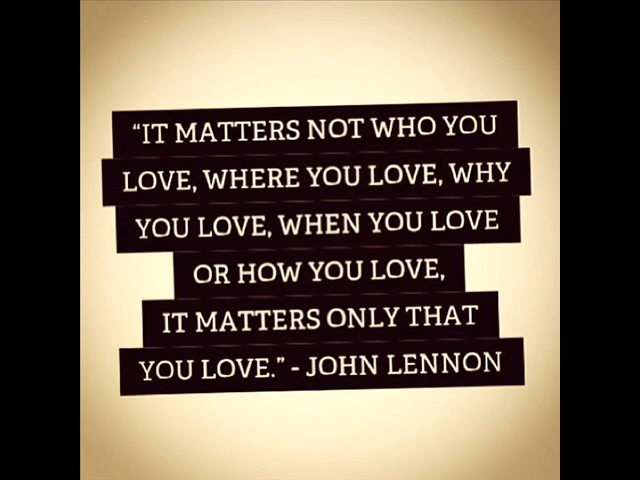 “IT MATTERS NOT WHO YOU
LOVE, WHERE YOU LOVE, WHY
YOU LOVE, WHEN YOU LOVE
OR HOW YOU LOVE,
IT MATTERS ONLY THAT
YOU LOVE.” - JOHN LENNON